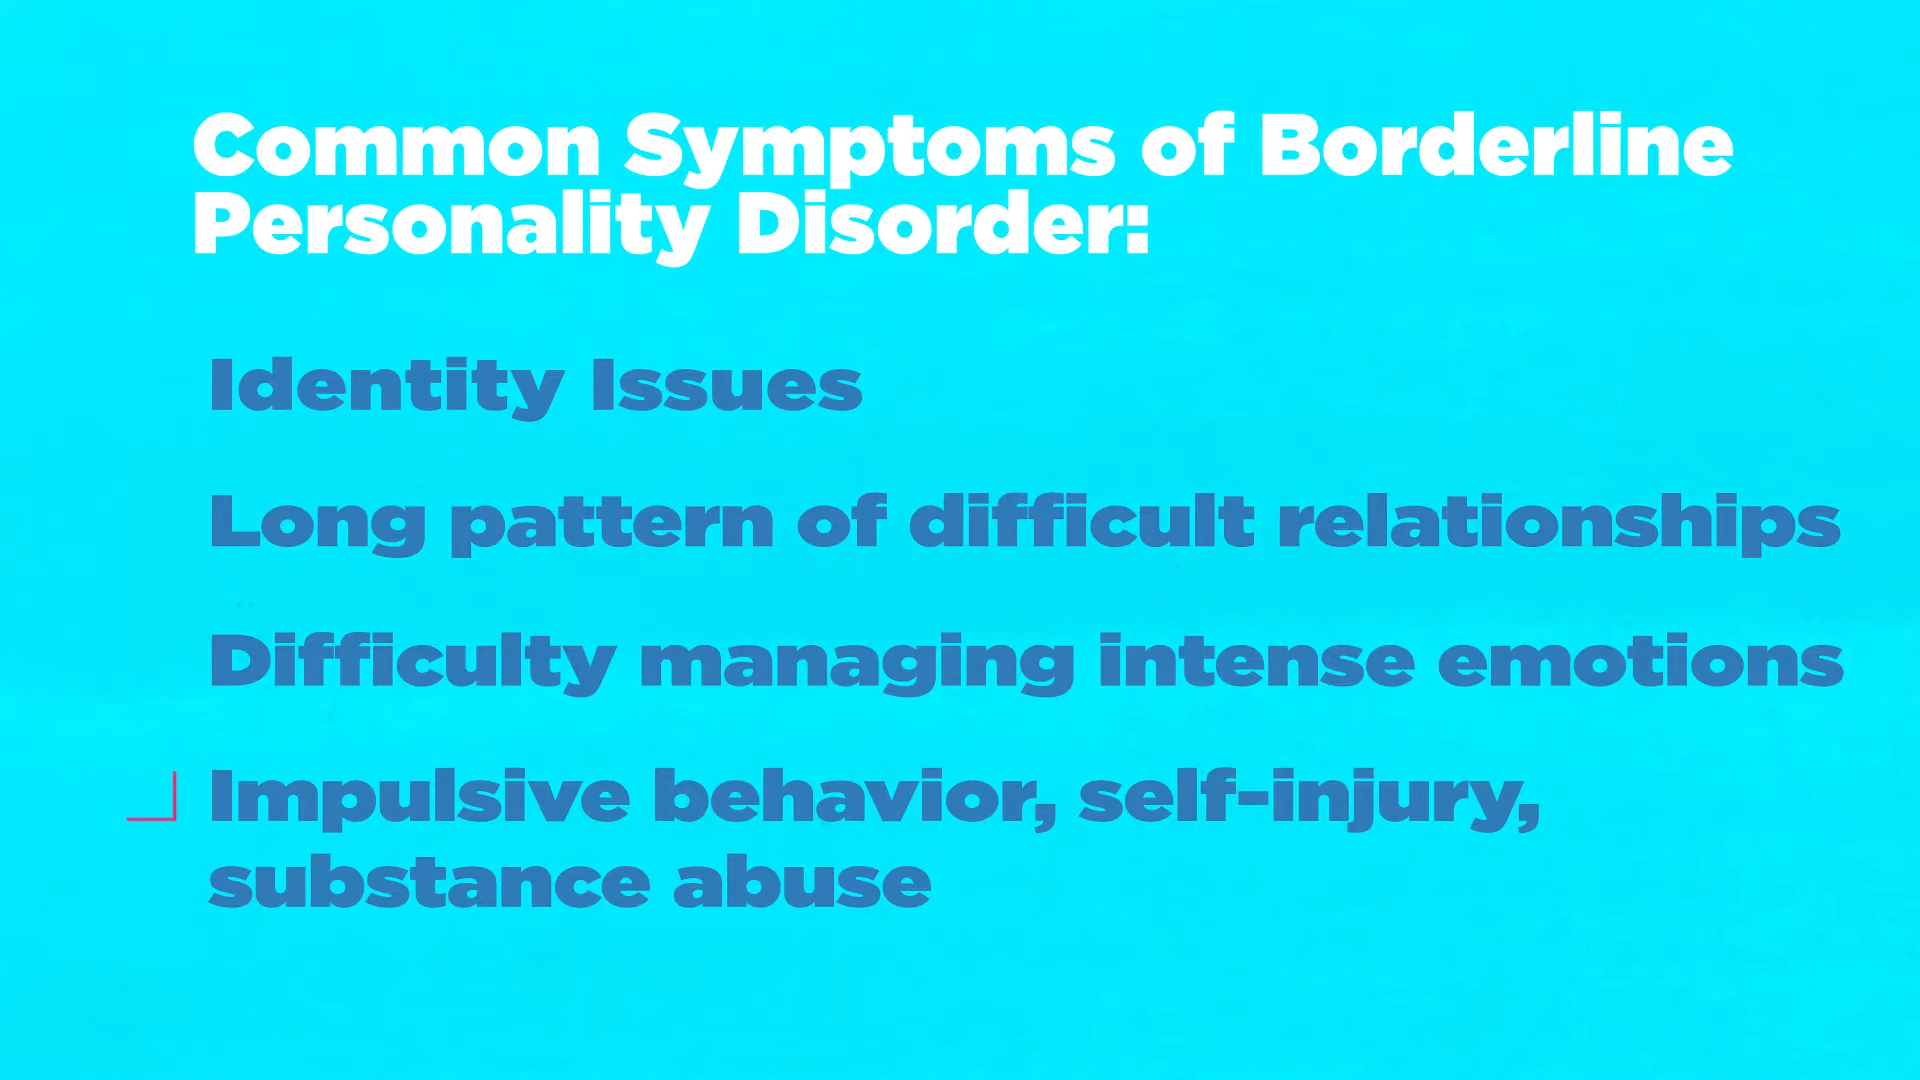 Common Symptoms of Borderline
Personality Disorder:
Identity Issues
Long pattern of difficult relationships
Difficulty managing intense emotions
Impulsive behavior, self-injury,
substance abuse